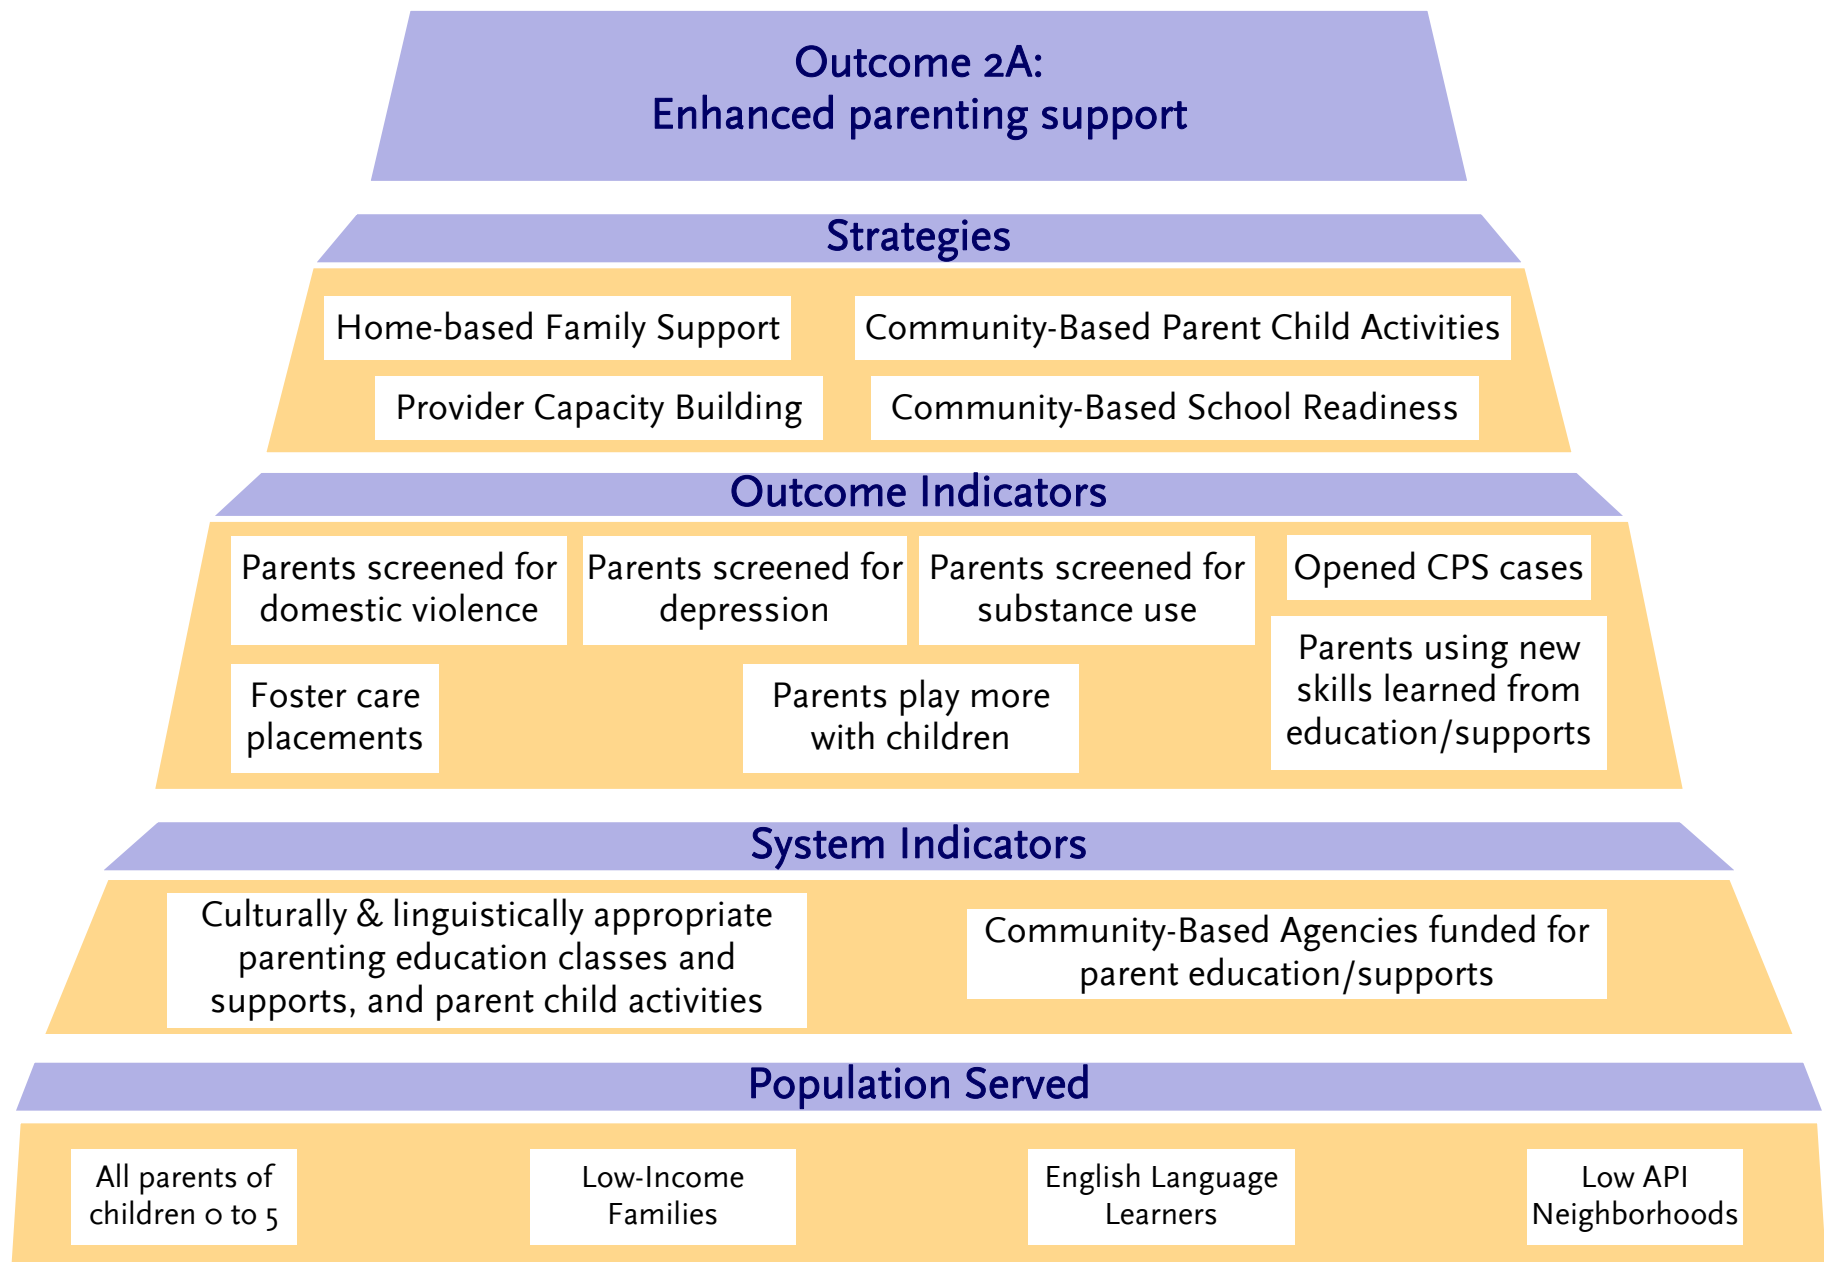 Outcome 2A:
Enhanced parenting support
Strategies
Home-based Family Support
Community-Based Parent Child Activities
Provider Capacity Building
Community-Based School Readiness
Outcome Indicators
Parents screened for
domestic violence
Parents screened for
depression
Parents screened for
substance use
Opened CPS cases
Parents using new
skills learned from
education/supports
Foster care
placements
Parents play more
with children
System Indicators
Culturally & linguistically appropriate
parenting education classes and
supports, and parent child activities
Community-Based Agencies funded for
parent education/supports
Population Served
All parents of
children 0 to 5
Low-Income
Families
English Language
Learners
Low API
Neighborhoods